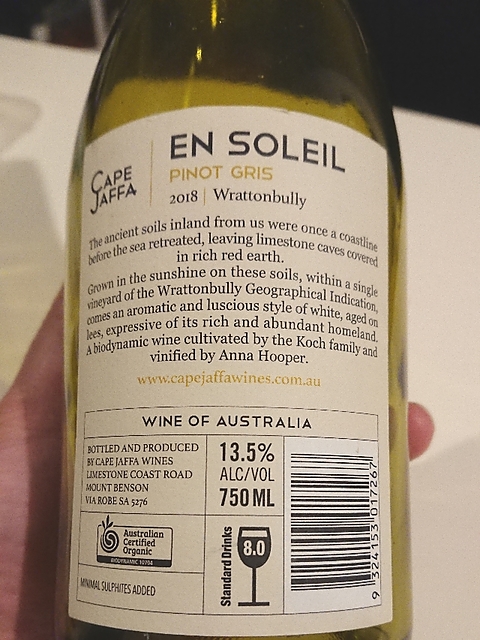 CAPE
JAFFA
EN SOLEIL
PINOT GRIS
2018 | Wrattonbully
The ancient soils inland from us were once a coastline
before the sea retreated, leaving limestone caves covered
in rich red earth.
Grown in the sunshine on these soils, within a single
vineyard of the Wrattonbully Geographical Indication,
comes an aromatic and luscious style of white, aged on
lees, expressive of its rich and abundant homeland.
A biodynamic wine cultivated by the Koch family and
vinified by Anna Hooper.
www.capejaffawines.com.au
WINE OF AUSTRALIA
BOTTLED AND PRODUCED
BY CAPE JAFFA WINES
LIMESTONE COAST ROAD
MOUNT BENSON
VIA ROBE SA 5276
Australian
Certified
Organic
BIODYNAMIC 10704
MINIMAL SULPHITES ADDED
13.5%
ALC/VOL
750 ML
Standard Drinks
8.0
9 324153 017267